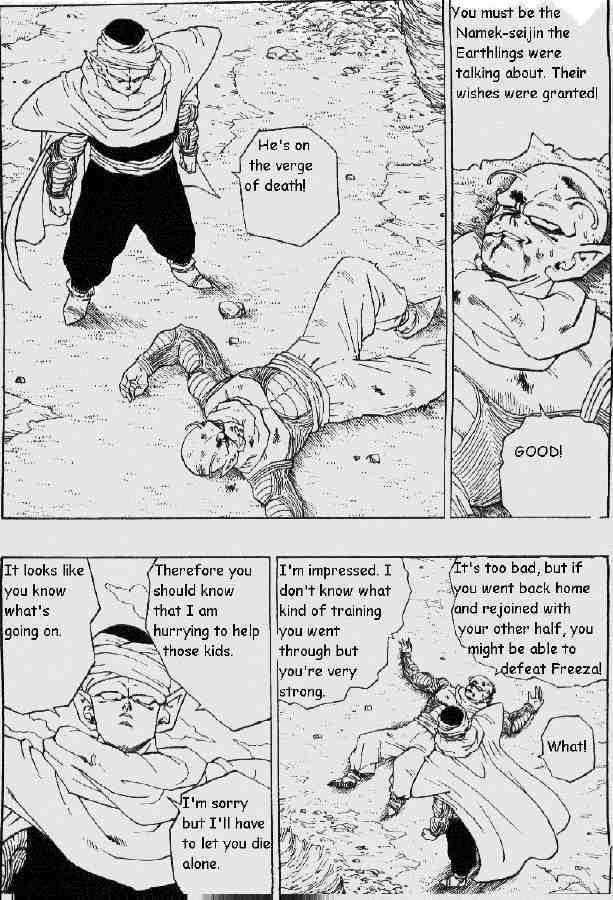 He's on
the verge
of death!
You must be the
Namek-seijin the
Earthlings were
talking about. Their
wishes were granted!
GOOD!
It looks like
you know
what's
going on.
Therefore you
should know
that I am
hurrying to help
those kids.
I'm sorry
but I'll have
to let you die
alone.
I'm impressed. I
don't know what
kind of training
you went
through but
you're very
strong.
It's too bad, but if
you went back home
and rejoined with
your other half, you
might be able to
defeat Freeza!
What!